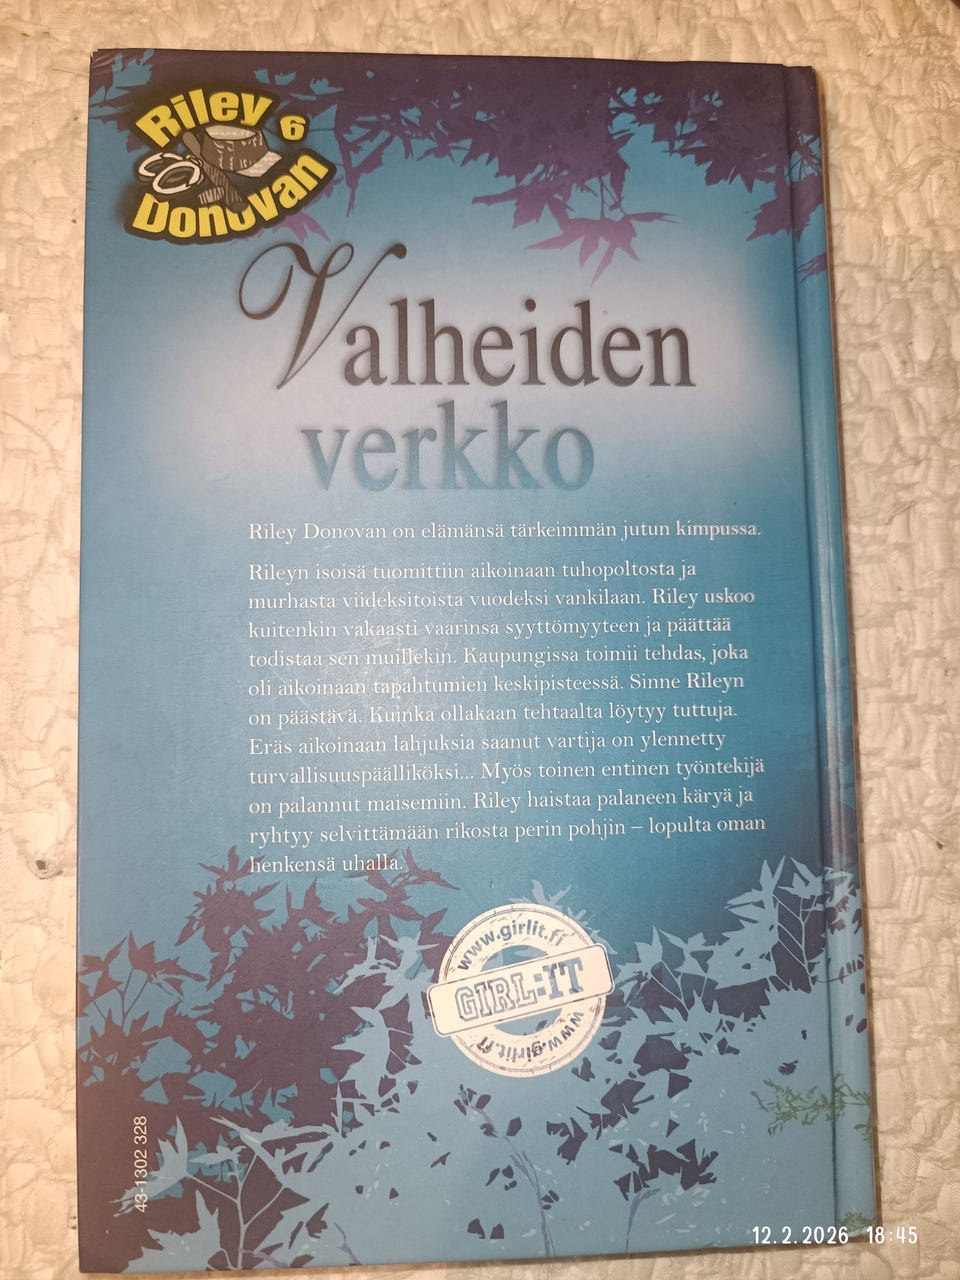 Riley 6
Donovan
Valheiden
verkko
Riley Donovan on elämänsä tärkeimmän jutun kimpussa.
Rileyn isoisä tuomittiin aikoinaan tuhopoltosta ja
murhasta viideksitoista vuodeksi vankilaan. Riley uskoo
kuitenkin vakaasti vaarinsa syyttömyyteen ja päättää
todistaa sen muillekin. Kaupungissa toimii tehdas, joka
oli aikoinaan tapahtumien keskipisteessä. Sinne Rileyn
on päästävä. Kuinka ollakaan tehtaalta löytyy tuttuja.
Eräs aikoinaan lahjuksia saanut vartija on ylennetty
turvallisuuspäälliköksi... Myös toinen entinen työntekijä
on palannut maisemiin. Riley haistaa palaneen käryä ja
ryhtyy selvittämään rikosta perin pohjin – lopulta oman
henkensä uhalla.
www.girlit.fi
GIRL:IT
www.girlit.fi
43-1302 328
12.2.2026 18:45